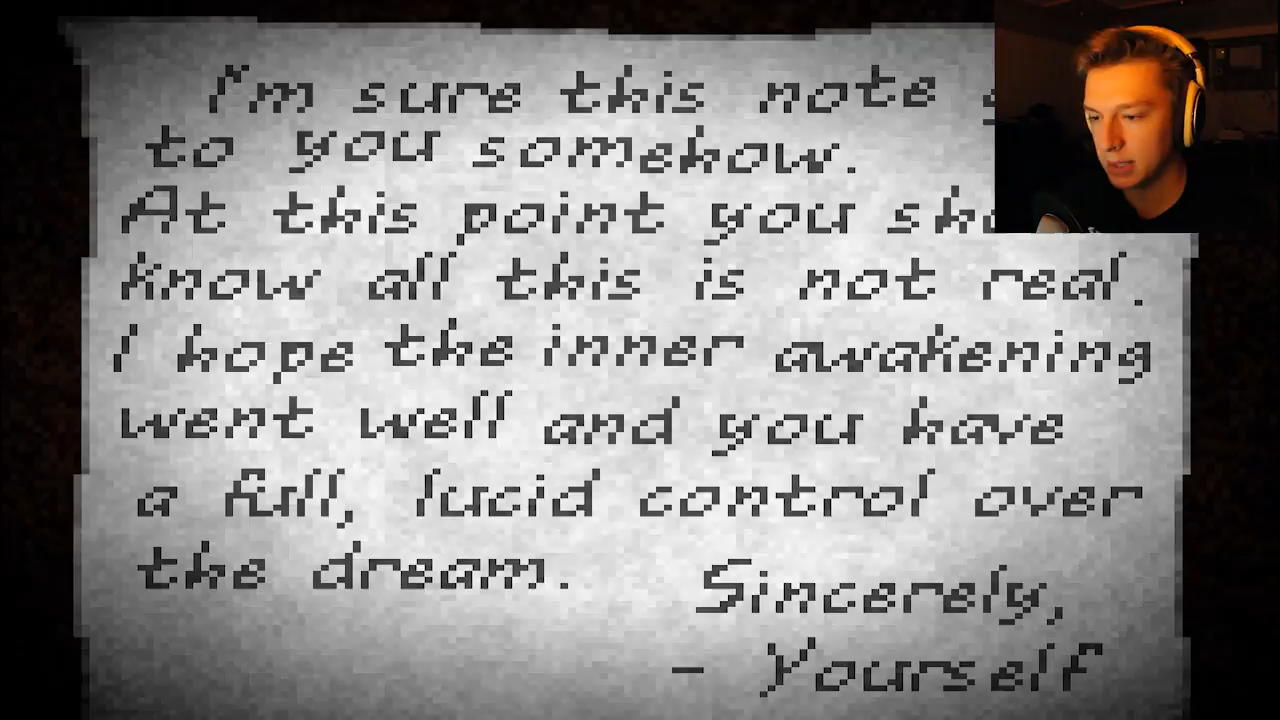 I'm sure this note
to you somehow.
At this point you
know all this is not real.
I hope the inner awakening
went well and you have
a full, lucid control over
the dream.
Sincerely,
- Yourself